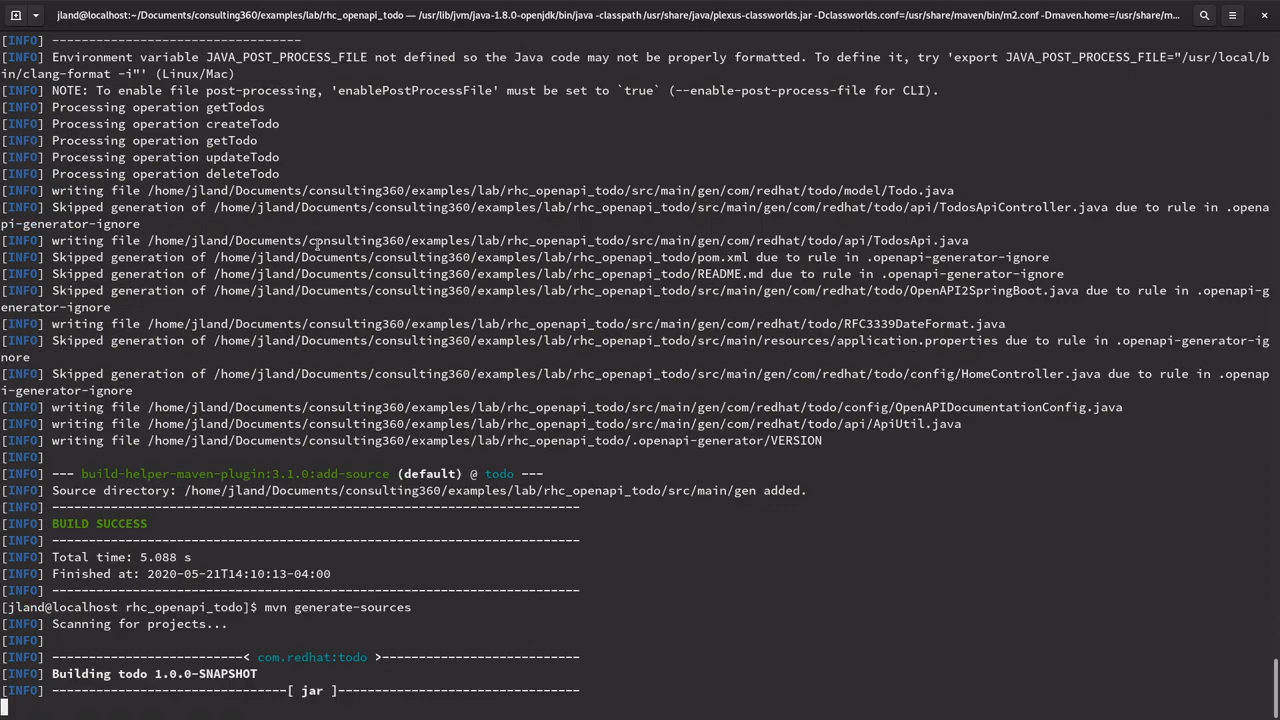 jland@localhost:~/Documents/consulting360/examples/lab/rhc_openapi_todo — /usr/lib/jvm/java-1.8.0-openjdk/bin/java -classpath /usr/share/java/plexus-classworlds.jar -Dclassworlds.conf=/usr/share/maven/bin/m2.conf -Dmaven.home=/usr/share/m...
[INFO] ----------------------------------
[INFO] Environment variable JAVA_POST_PROCESS_FILE not defined so the Java code may not be properly formatted. To define it, try 'export JAVA_POST_PROCESS_FILE="/usr/local/b
in/clang-format -i"' (Linux/Mac)
[INFO] NOTE: To enable file post-processing, 'enablePostProcessFile' must be set to `true` (--enable-post-process-file for CLI).
[INFO] Processing operation getTodos
[INFO] Processing operation createTodo
[INFO] Processing operation getTodo
[INFO] Processing operation updateTodo
[INFO] Processing operation deleteTodo
[INFO] writing file /home/jland/Documents/consulting360/examples/lab/rhc_openapi_todo/src/main/gen/com/redhat/todo/model/Todo.java
[INFO] Skipped generation of /home/jland/Documents/consulting360/examples/lab/rhc_openapi_todo/src/main/gen/com/redhat/todo/api/TodosApiController.java due to rule in .opena
pi-generator-ignore
[INFO] writing file /home/jland/Documents/consulting360/examples/lab/rhc_openapi_todo/src/main/gen/com/redhat/todo/api/TodosApi.java
[INFO] Skipped generation of /home/jland/Documents/consulting360/examples/lab/rhc_openapi_todo/pom.xml due to rule in .openapi-generator-ignore
[INFO] Skipped generation of /home/jland/Documents/consulting360/examples/lab/rhc_openapi_todo/README.md due to rule in .openapi-generator-ignore
[INFO] Skipped generation of /home/jland/Documents/consulting360/examples/lab/rhc_openapi_todo/src/main/gen/com/redhat/todo/OpenAPI2SpringBoot.java due to rule in .openapi-g
enerator-ignore
[INFO] writing file /home/jland/Documents/consulting360/examples/lab/rhc_openapi_todo/src/main/gen/com/redhat/todo/RFC3339DateFormat.java
[INFO] Skipped generation of /home/jland/Documents/consulting360/examples/lab/rhc_openapi_todo/src/main/resources/application.properties due to rule in .openapi-generator-ig
nore
[INFO] Skipped generation of /home/jland/Documents/consulting360/examples/lab/rhc_openapi_todo/src/main/gen/com/redhat/todo/config/HomeController.java due to rule in .openap
i-generator-ignore
[INFO] writing file /home/jland/Documents/consulting360/examples/lab/rhc_openapi_todo/src/main/gen/com/redhat/todo/config/OpenAPIDocumentationConfig.java
[INFO] writing file /home/jland/Documents/consulting360/examples/lab/rhc_openapi_todo/src/main/gen/com/redhat/todo/api/ApiUtil.java
[INFO] writing file /home/jland/Documents/consulting360/examples/lab/rhc_openapi_todo/.openapi-generator/VERSION
[INFO]
[INFO] --- build-helper-maven-plugin:3.1.0:add-source (default) @ todo ---
[INFO] Source directory: /home/jland/Documents/consulting360/examples/lab/rhc_openapi_todo/src/main/gen added.
[INFO] ------------------------------------------------------------------------
[INFO] BUILD SUCCESS
[INFO] ------------------------------------------------------------------------
[INFO] Total time: 5.088 s
[INFO] Finished at: 2020-05-21T14:10:13-04:00
[INFO] ------------------------------------------------------------------------
[jland@localhost rhc_openapi_todo]$ mvn generate-sources
[INFO] Scanning for projects...
[INFO]
[INFO] --------------------------< com.redhat:todo >---------------------------
[INFO] Building todo 1.0.0-SNAPSHOT
[INFO] --------------------------------[ jar ]---------------------------------